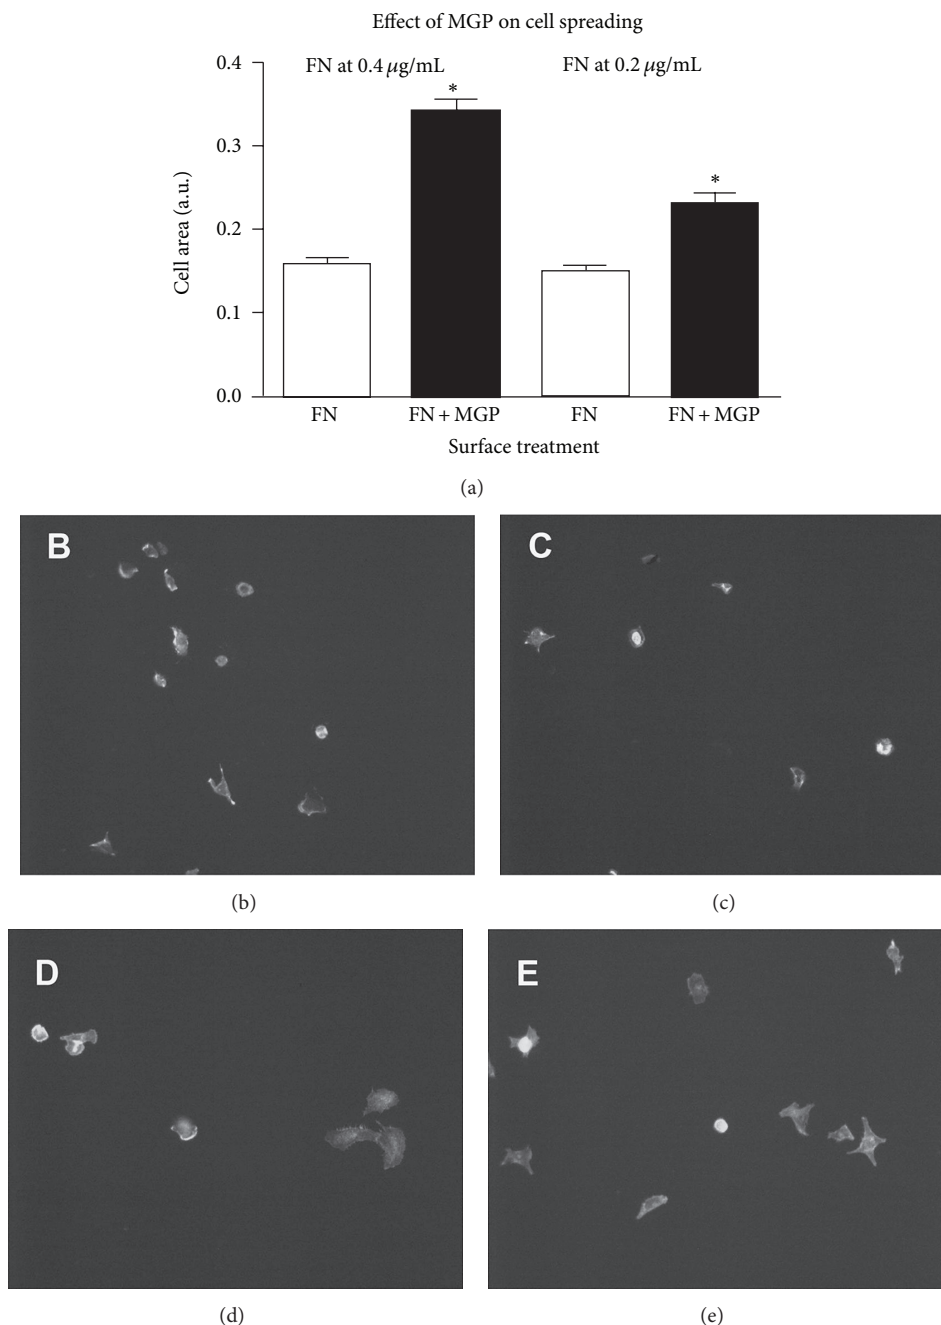 Effect of MGP on cell spreading
FN at 0.4 µg/mL
FN at 0.2 µg/mL
Cell area (a.u.)
0.4
0.3
0.2
0.1
0.0
*
*
FN
FN + MGP
FN
FN + MGP
Surface treatment
(a)
B
C
(b)
(c)
D
E
(d)
(e)